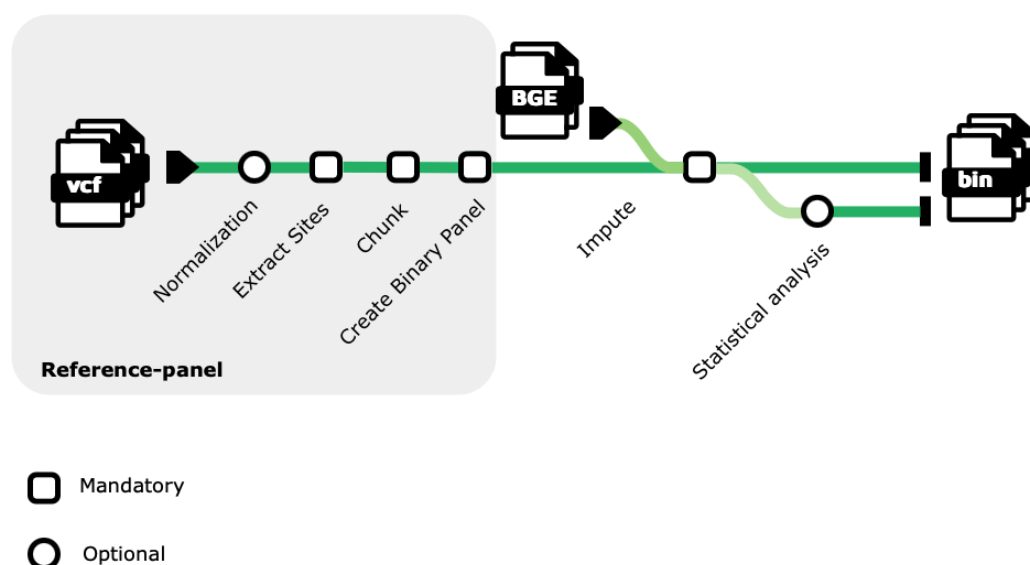 BGE
vcf
bin
Normalization
Extract Sites
Chunk
Create Binary Panel
Impute
Statistical analysis
Reference-panel
Mandatory
Optional